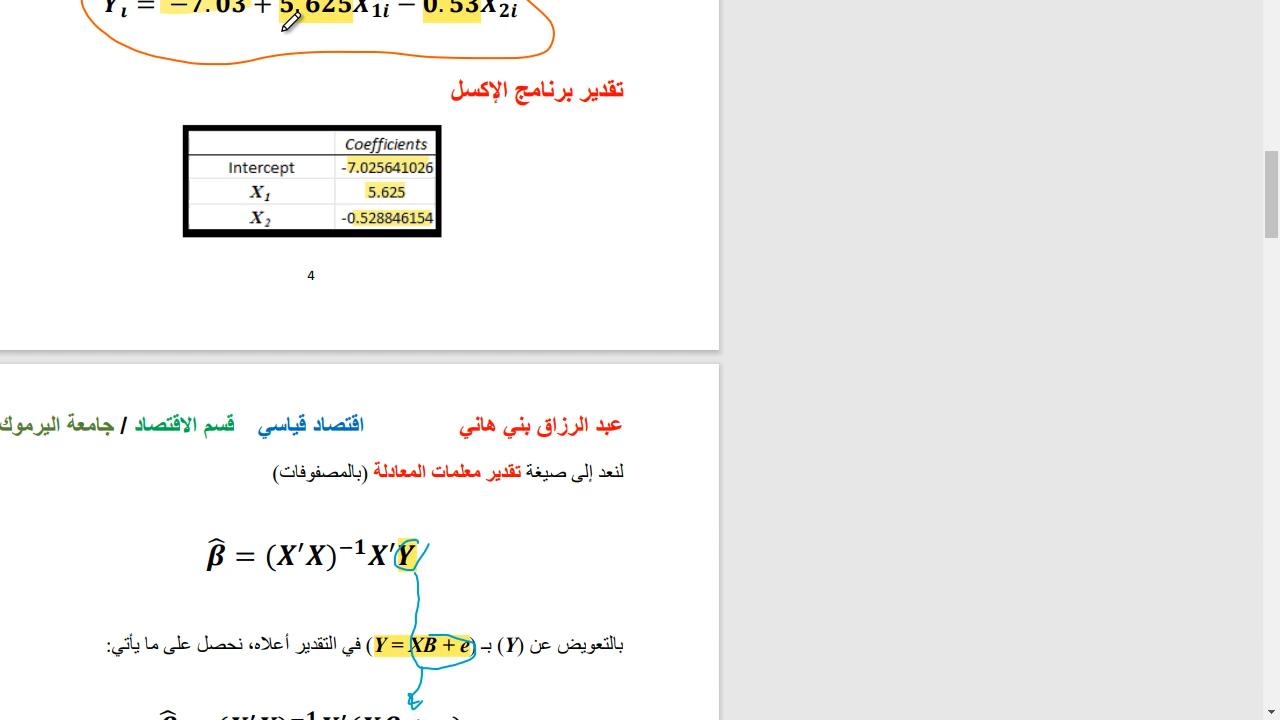 Yᵢ = −7.03 + 5.625X₁ᵢ − 0.53X₂ᵢ
تقدير برنامج الإكسل
Coefficients
Intercept -7.025641026
X₁ 5.625
X₂ -0.528846154
4
عبد الرزاق بني هاني اقتصاد قياسي قسم الاقتصاد / جامعة اليرموك
لنعد إلى صيغة تقدير معلمات المعادلة (بالمصفوفات)
β̂ = (X′X)⁻¹X′Y
بالتعويض عن (Y) بـ (Y = XB + e) في التقدير أعلاه، نحصل على ما يأتي: